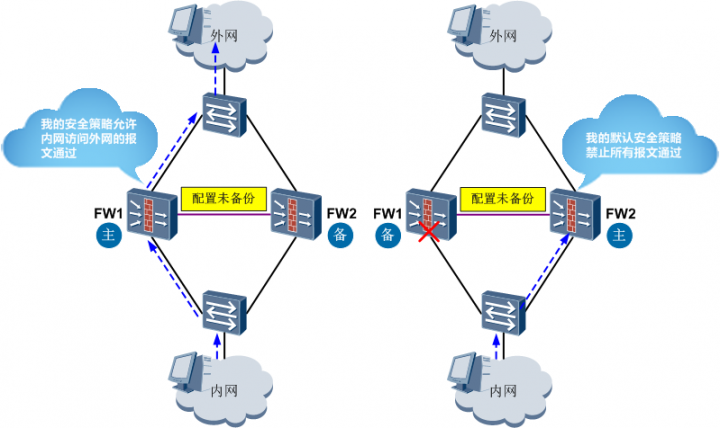 外网
外网
我的安全策略允许
内网访问外网的报
文通过
我的默认安全策略
禁止所有报文通过
配置未备份
配置未备份
FW1
主
FW2
备
FW1
备
FW2
主
内网
内网